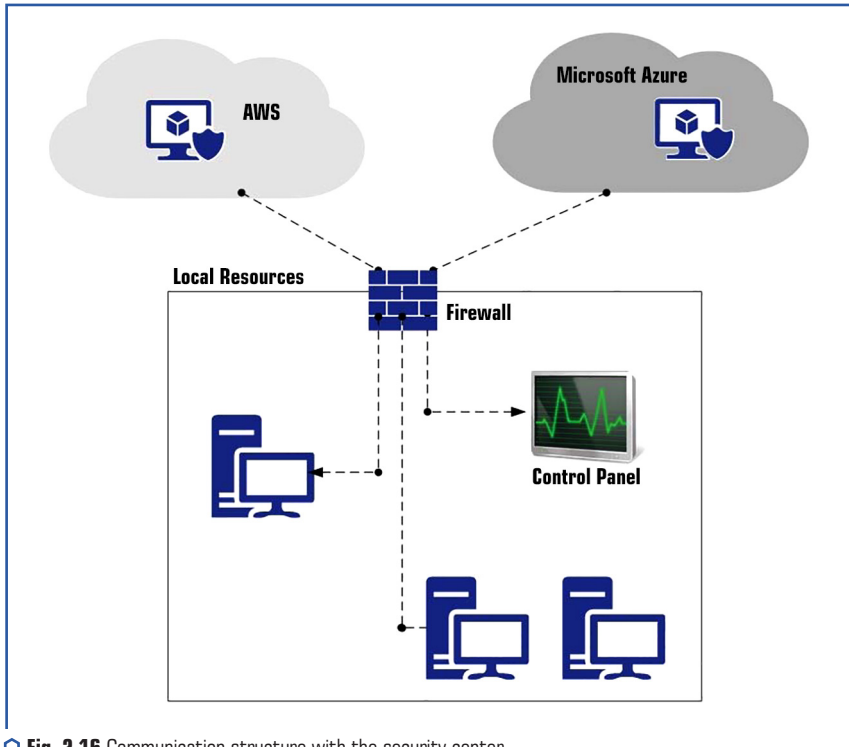 AWS
Microsoft Azure
Local Resources
Firewall
Control Panel
Fig. 2.16 Communication structure with the security center